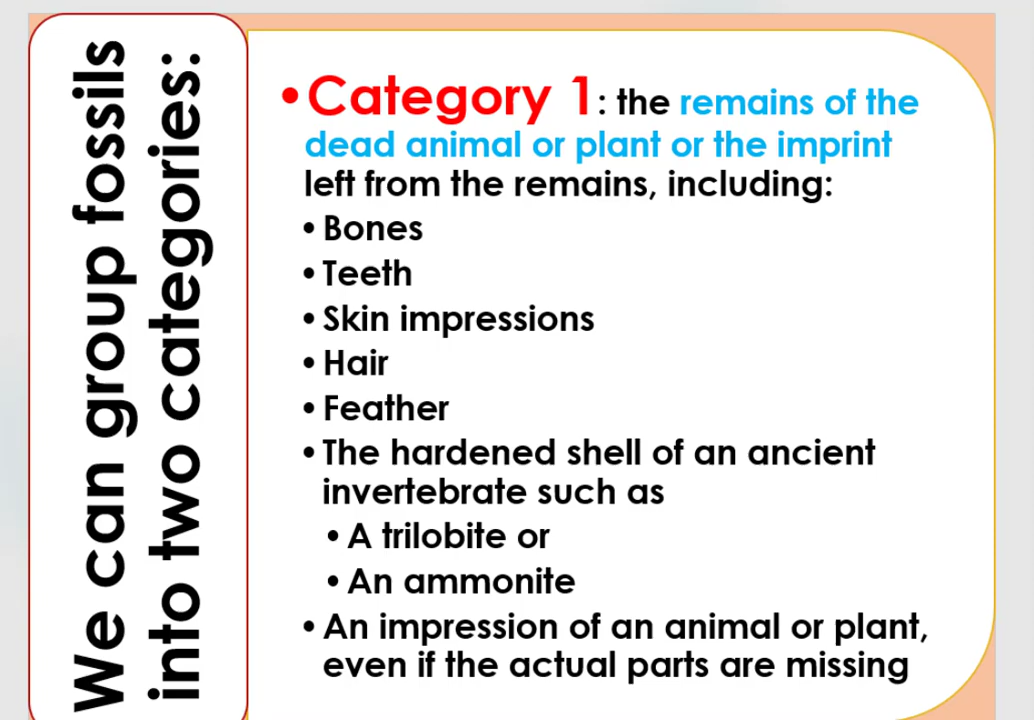 We can group fossils
into two categories:
•Category 1: the remains of the
dead animal or plant or the imprint
left from the remains, including:
•Bones
•Teeth
•Skin impressions
•Hair
•Feather
•The hardened shell of an ancient
invertebrate such as
•A trilobite or
•An ammonite
•An impression of an animal or plant,
even if the actual parts are missing